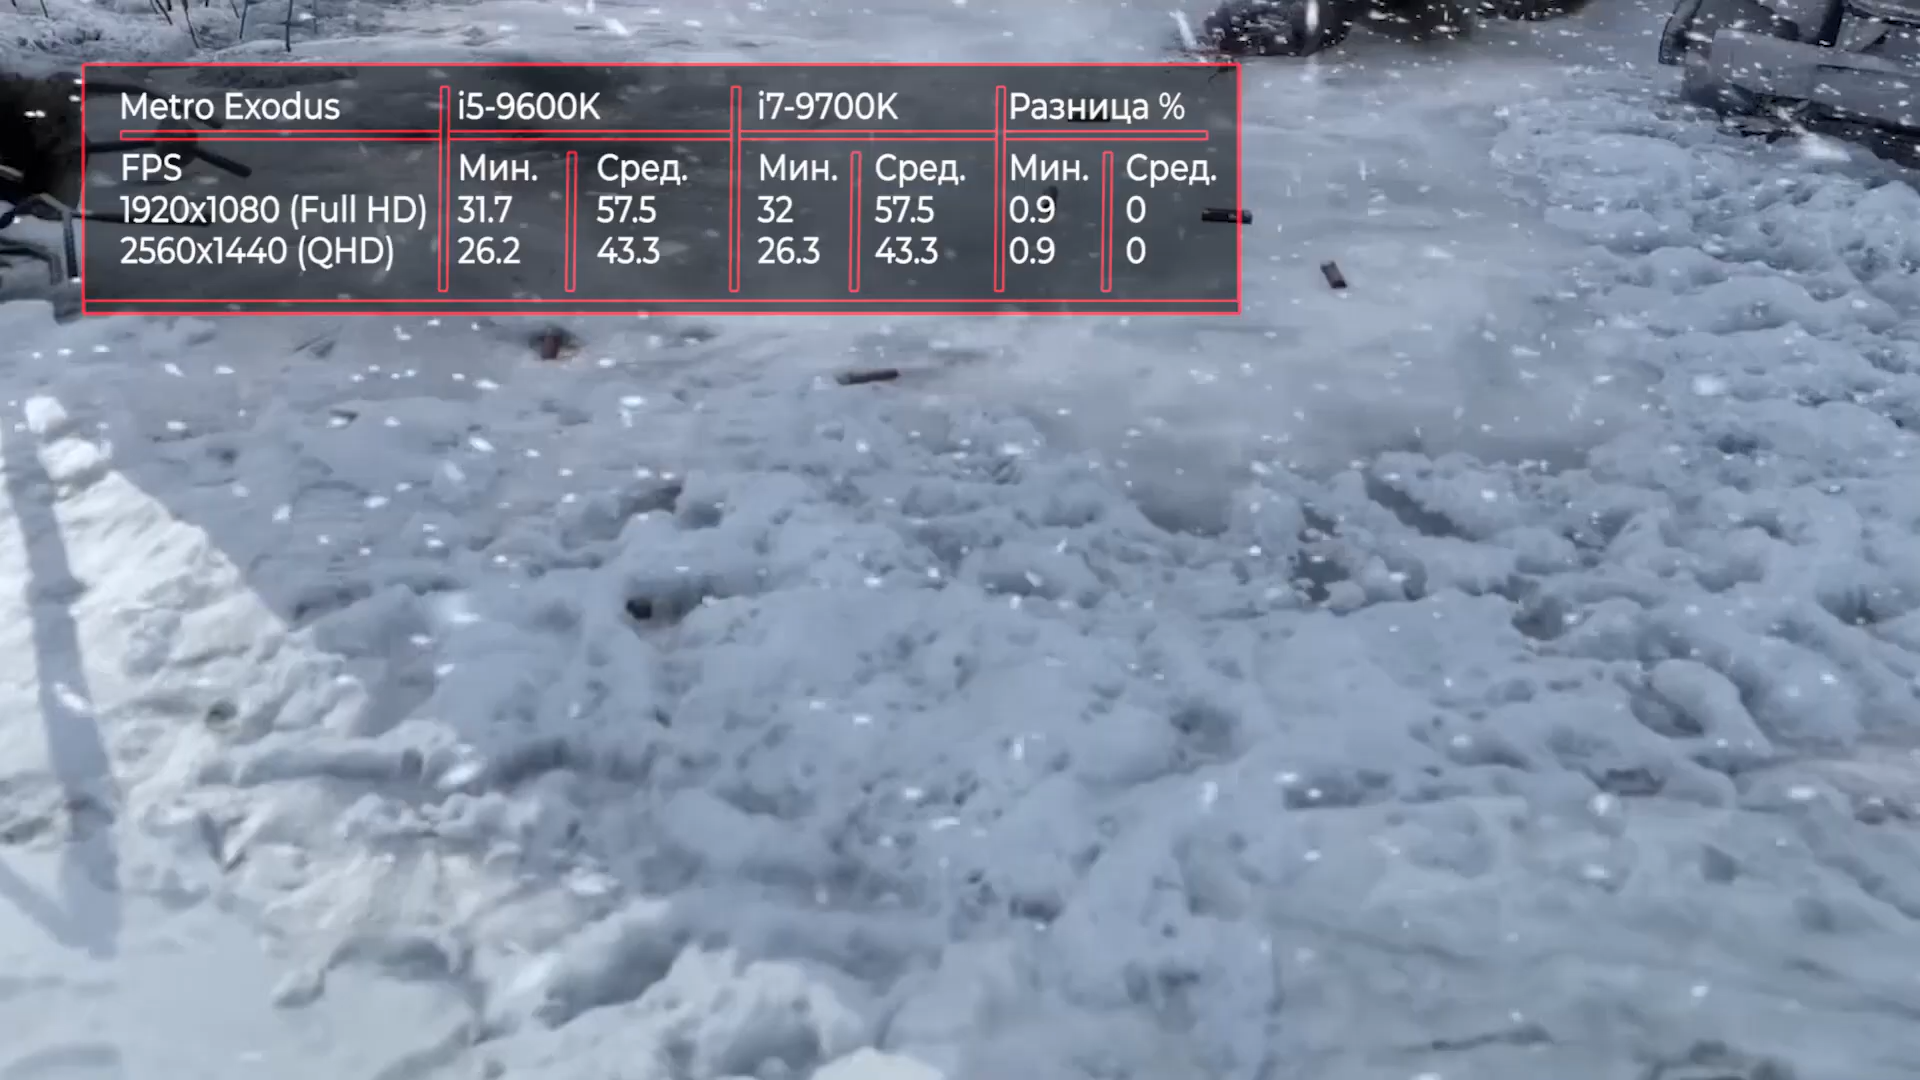 Metro Exodus i5-9600K i7-9700K Разница %
FPS Мин. Сред. Мин. Сред. Мин. Сред.
1920x1080 (Full HD) 31.7 57.5 32 57.5 0.9 0
2560x1440 (QHD) 26.2 43.3 26.3 43.3 0.9 0